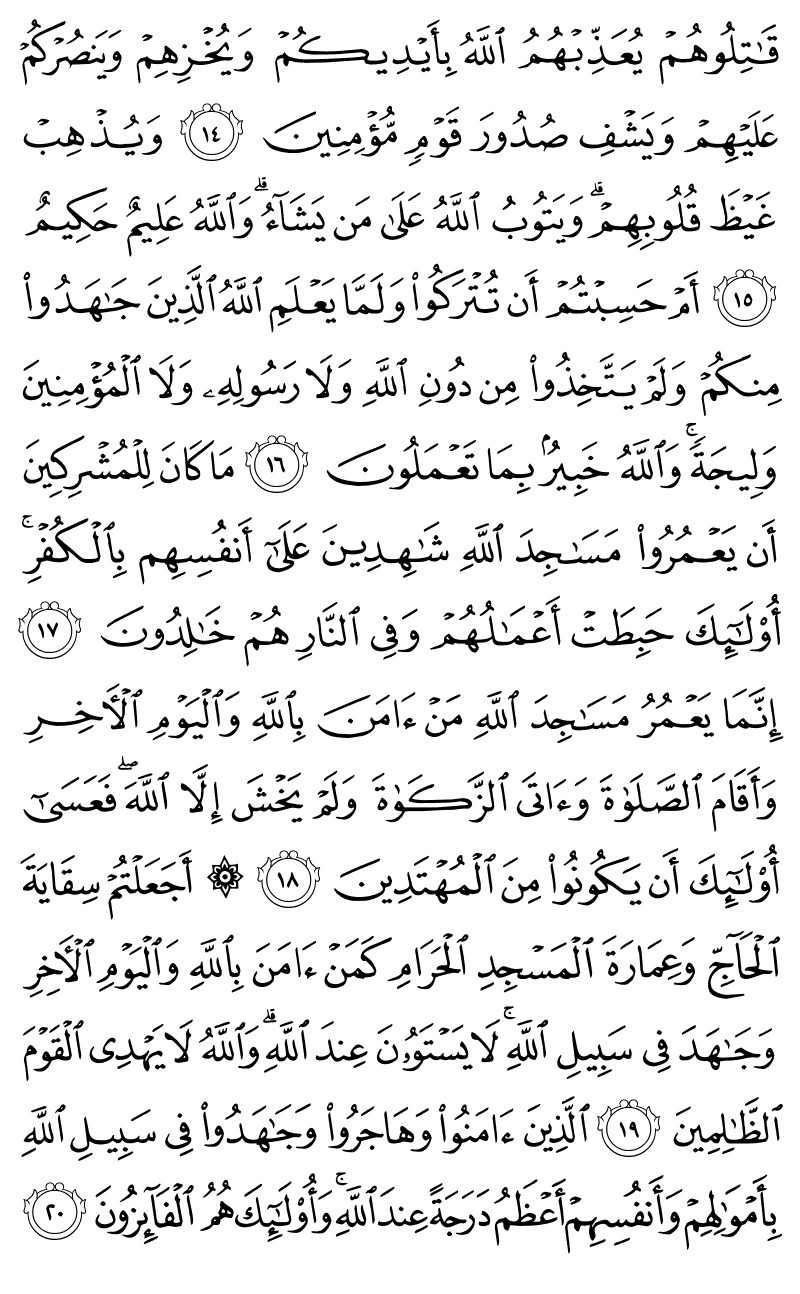 قَٰتِلُوهُمۡ يُعَذِّبۡهُمُ ٱللَّهُ بِأَيۡدِيكُمۡ وَيُخۡزِهِمۡ وَيَنصُرۡكُمۡ
عَلَيۡهِمۡ وَيَشۡفِ صُدُورَ قَوۡمٖ مُّؤۡمِنِينَ ١٤ وَيُذۡهِبۡ
غَيۡظَ قُلُوبِهِمۡۗ وَيَتُوبُ ٱللَّهُ عَلَىٰ مَن يَشَآءُۗ وَٱللَّهُ عَلِيمٌ حَكِيمٌ
١٥ أَمۡ حَسِبۡتُمۡ أَن تُتۡرَكُواْ وَلَمَّا يَعۡلَمِ ٱللَّهُ ٱلَّذِينَ جَٰهَدُواْ
مِنكُمۡ وَلَمۡ يَتَّخِذُواْ مِن دُونِ ٱللَّهِ وَلَا رَسُولِهِۦ وَلَا ٱلۡمُؤۡمِنِينَ
وَلِيجَةٗۚ وَٱللَّهُ خَبِيرُۢ بِمَا تَعۡمَلُونَ ١٦ مَا كَانَ لِلۡمُشۡرِكِينَ
أَن يَعۡمُرُواْ مَسَٰجِدَ ٱللَّهِ شَٰهِدِينَ عَلَىٰٓ أَنفُسِهِم بِٱلۡكُفۡرِۚ
أُوْلَٰٓئِكَ حَبِطَتۡ أَعۡمَٰلُهُمۡ وَفِي ٱلنَّارِ هُمۡ خَٰلِدُونَ ١٧
إِنَّمَا يَعۡمُرُ مَسَٰجِدَ ٱللَّهِ مَنۡ ءَامَنَ بِٱللَّهِ وَٱلۡيَوۡمِ ٱلۡأٓخِرِ
وَأَقَامَ ٱلصَّلَوٰةَ وَءَاتَى ٱلزَّكَوٰةَ وَلَمۡ يَخۡشَ إِلَّا ٱللَّهَۖ فَعَسَىٰٓ
أُوْلَٰٓئِكَ أَن يَكُونُواْ مِنَ ٱلۡمُهۡتَدِينَ ١٨ ۞ أَجَعَلۡتُمۡ سِقَايَةَ
ٱلۡحَآجِّ وَعِمَارَةَ ٱلۡمَسۡجِدِ ٱلۡحَرَامِ كَمَنۡ ءَامَنَ بِٱللَّهِ وَٱلۡيَوۡمِ ٱلۡأٓخِرِ
وَجَٰهَدَ فِي سَبِيلِ ٱللَّهِۚ لَا يَسۡتَوُۥنَ عِندَ ٱللَّهِۗ وَٱللَّهُ لَا يَهۡدِي ٱلۡقَوۡمَ
ٱلظَّٰلِمِينَ ١٩ ٱلَّذِينَ ءَامَنُواْ وَهَاجَرُواْ وَجَٰهَدُواْ فِي سَبِيلِ ٱللَّهِ
بِأَمۡوَٰلِهِمۡ وَأَنفُسِهِمۡ أَعۡظَمُ دَرَجَةً عِندَ ٱللَّهِۚ وَأُوْلَٰٓئِكَ هُمُ ٱلۡفَآئِزُونَ ٢٠